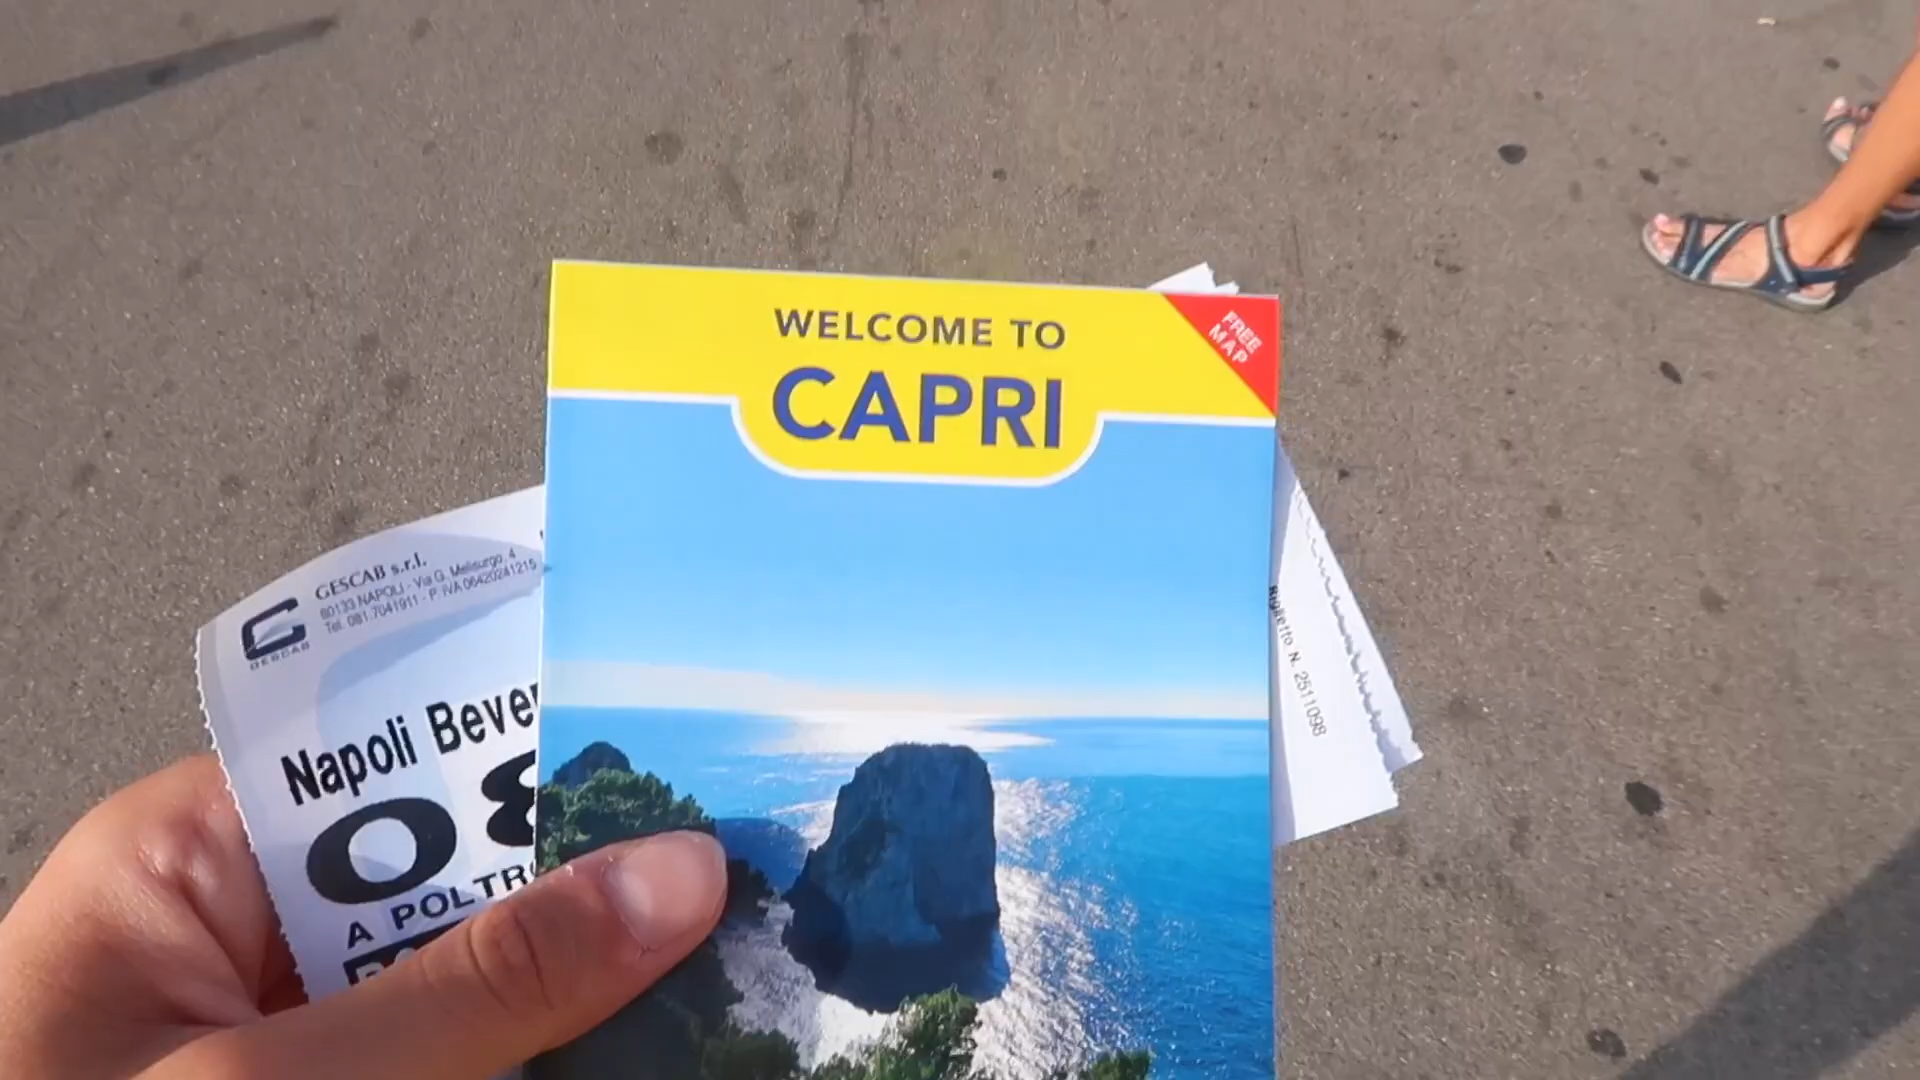 WELCOME TO
CAPRI
FREE
MAP
GESCAB s.r.l.
80133 NAPOLI - Via G. Melisurgo, 4
Tel. 081.7041911 - P. IVA 06420241215
GESCAB
Napoli Bever
08
A POLTRO
Biglietto N. 2511098